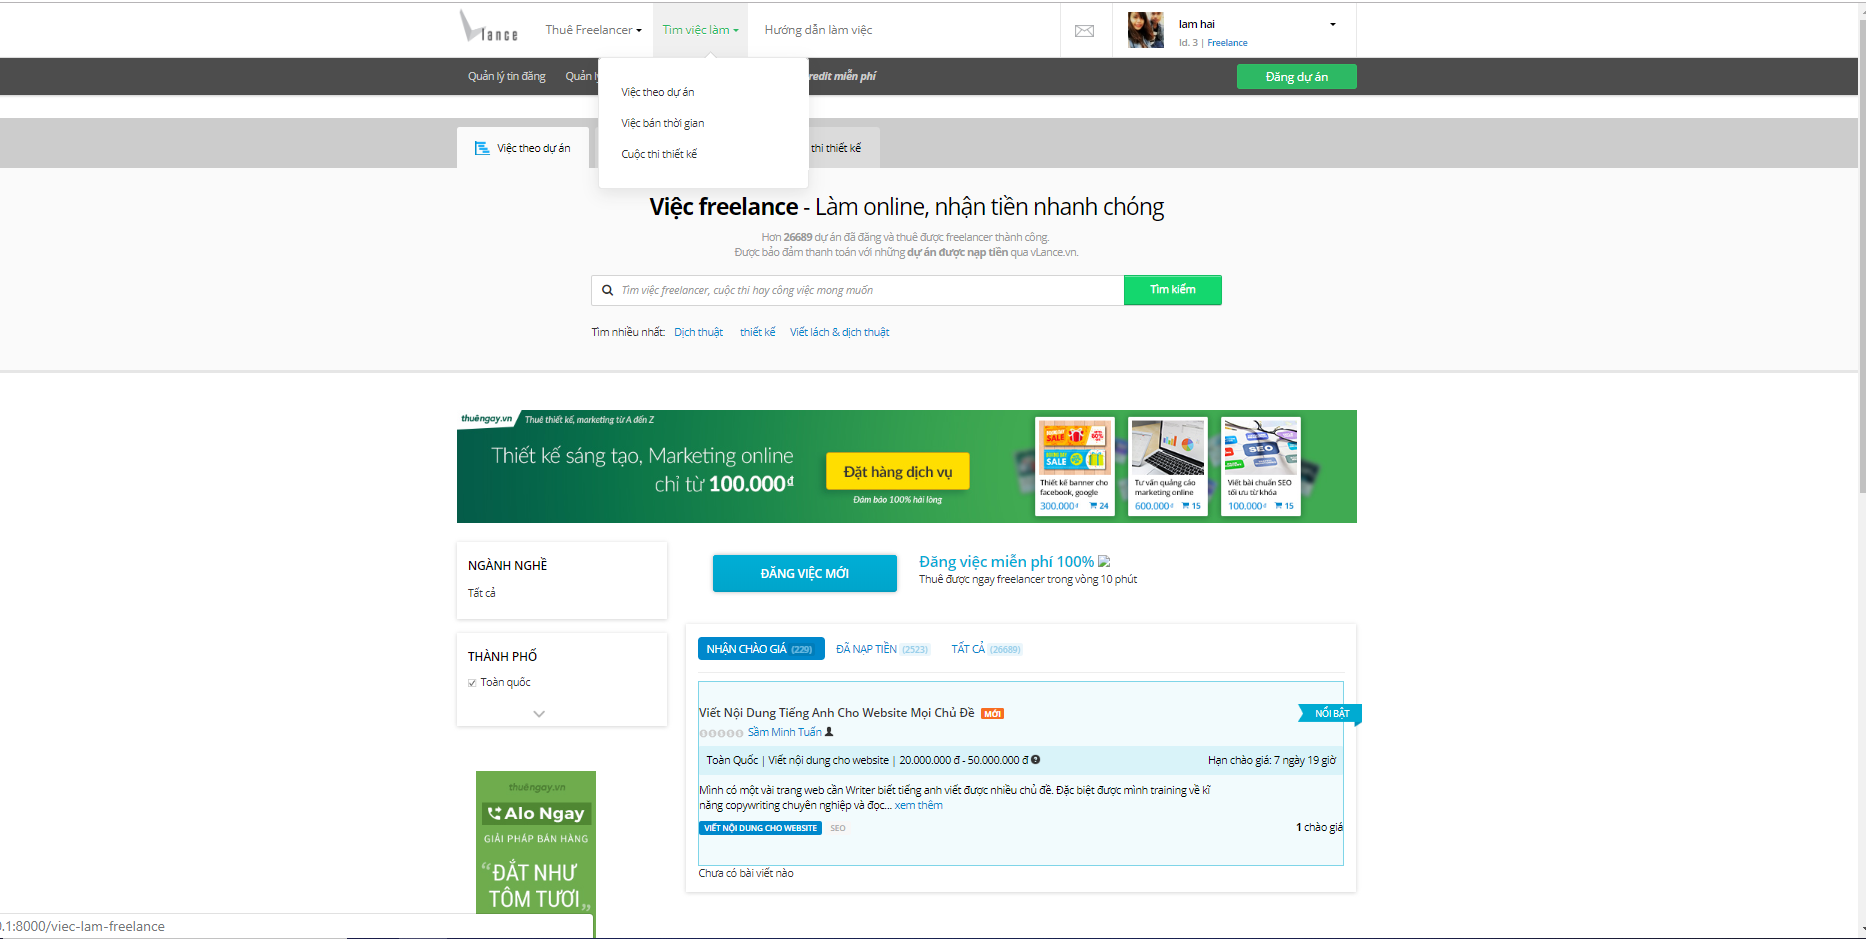 Vlance
Thuê Freelancer
Tìm việc làm
Hướng dẫn làm việc
lam hai
Id. 3 | Freelance
Quản lý tin đăng
Quản lý
redit miễn phí
Đăng dự án
Việc theo dự án
Việc bán thời gian
Cuộc thi thiết kế
Việc theo dự án
thi thiết kế
Việc freelance - Làm online, nhận tiền nhanh chóng
Hơn 26689 dự án đã đăng và thuê được freelancer thành công.
Được bảo đảm thanh toán với những dự án được nạp tiền qua vLance.vn.
Tìm việc freelancer, cuộc thi hay công việc mong muốn
Tìm kiếm
Tìm nhiều nhất: Dịch thuật thiết kế Viết lách & dịch thuật
thuêngay.vn
Thuê thiết kế, marketing từ A đến Z
Thiết kế sáng tạo, Marketing online
chỉ từ 100.000đ
Đặt hàng dịch vụ
Đảm bảo 100% hài lòng
SALE
60%
SALE
Thiết kế banner cho
facebook, google
300.000đ 24
Tư vấn quảng cáo
marketing online
600.000đ 15
SEO
Viết bài chuẩn SEO
tối ưu từ khóa
100.000đ 15
NGÀNH NGHỀ
Tất cả
ĐĂNG VIỆC MỚI
Đăng việc miễn phí 100%
Thuê được ngay freelancer trong vòng 10 phút
THÀNH PHỐ
Toàn quốc
NHẬN CHÀO GIÁ (229)
ĐÃ NẠP TIỀN (2523)
TẤT CẢ (26689)
Viết Nội Dung Tiếng Anh Cho Website Mọi Chủ Đề MỚI
NỔI BẬT
Sầm Minh Tuấn
Toàn Quốc | Viết nội dung cho website | 20.000.000 đ - 50.000.000 đ
Hạn chào giá: 7 ngày 19 giờ
Mình có một vài trang web cần Writer biết tiếng anh viết được nhiều chủ đề. Đặc biệt được mình training về kĩ
năng copywriting chuyên nghiệp và đọc... xem thêm
VIẾT NỘI DUNG CHO WEBSITE SEO
1 chào giá
Chưa có bài viết nào
thuêngay.vn
Alo Ngay
GIẢI PHÁP BÁN HÀNG
“ĐẮT NHƯ
TÔM TƯƠI„
0.1:8000/viec-lam-freelance